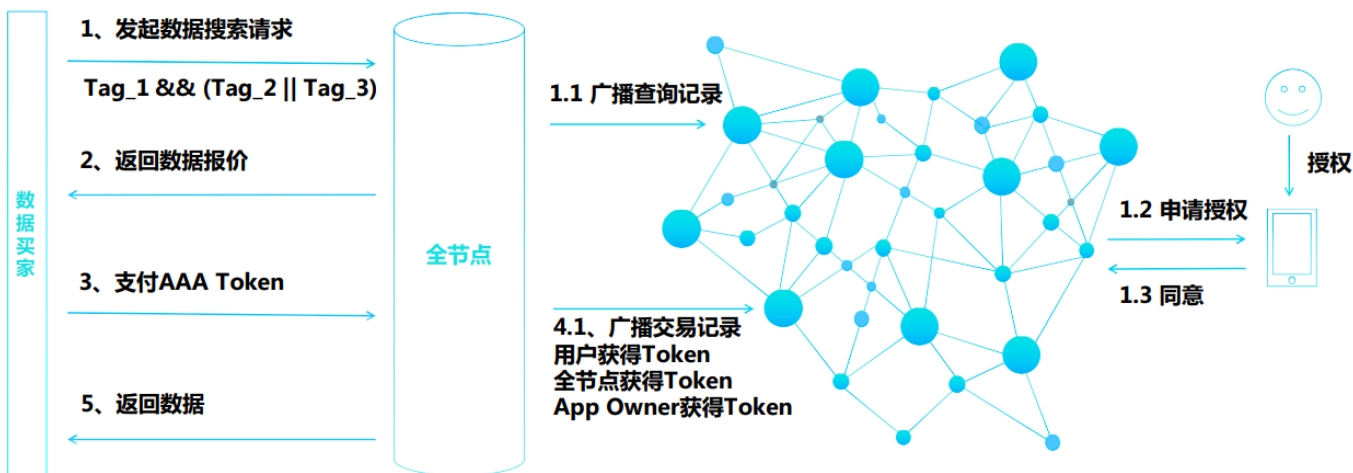 1、发起数据搜索请求
Tag_1 && (Tag_2 || Tag_3)
2、返回数据报价
3、支付AAA Token
5、返回数据
数据买家
全节点
1.1 广播查询记录
4.1、广播交易记录
用户获得Token
全节点获得Token
App Owner获得Token
授权
1.2 申请授权
1.3 同意